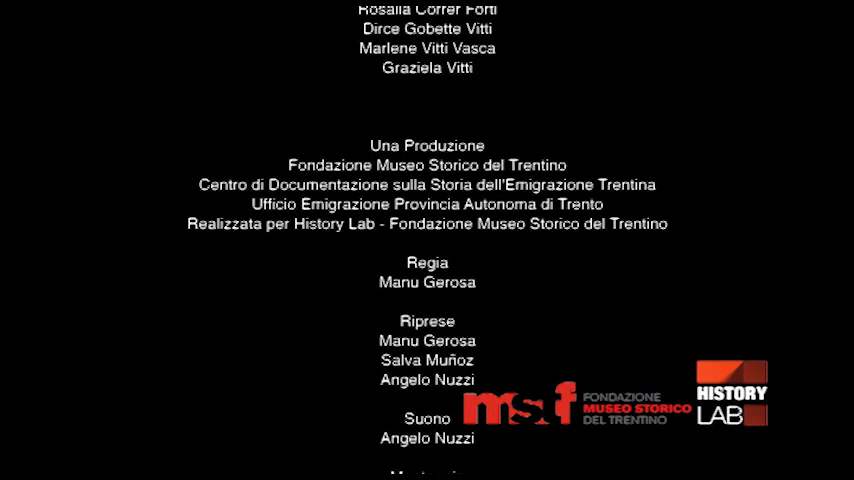 Rosalia Correr Forti
Dirce Gobette Vitti
Marlene Vitti Vasca
Graziela Vitti
Una Produzione
Fondazione Museo Storico del Trentino
Centro di Documentazione sulla Storia dell'Emigrazione Trentina
Ufficio Emigrazione Provincia Autonoma di Trento
Realizzata per History Lab - Fondazione Museo Storico del Trentino
Regia
Manu Gerosa
Riprese
Manu Gerosa
Salva Muñoz
Angelo Nuzzi
Suono
Angelo Nuzzi
msf
FONDAZIONE
MUSEO STORICO
DEL TRENTINO
HISTORY
LAB